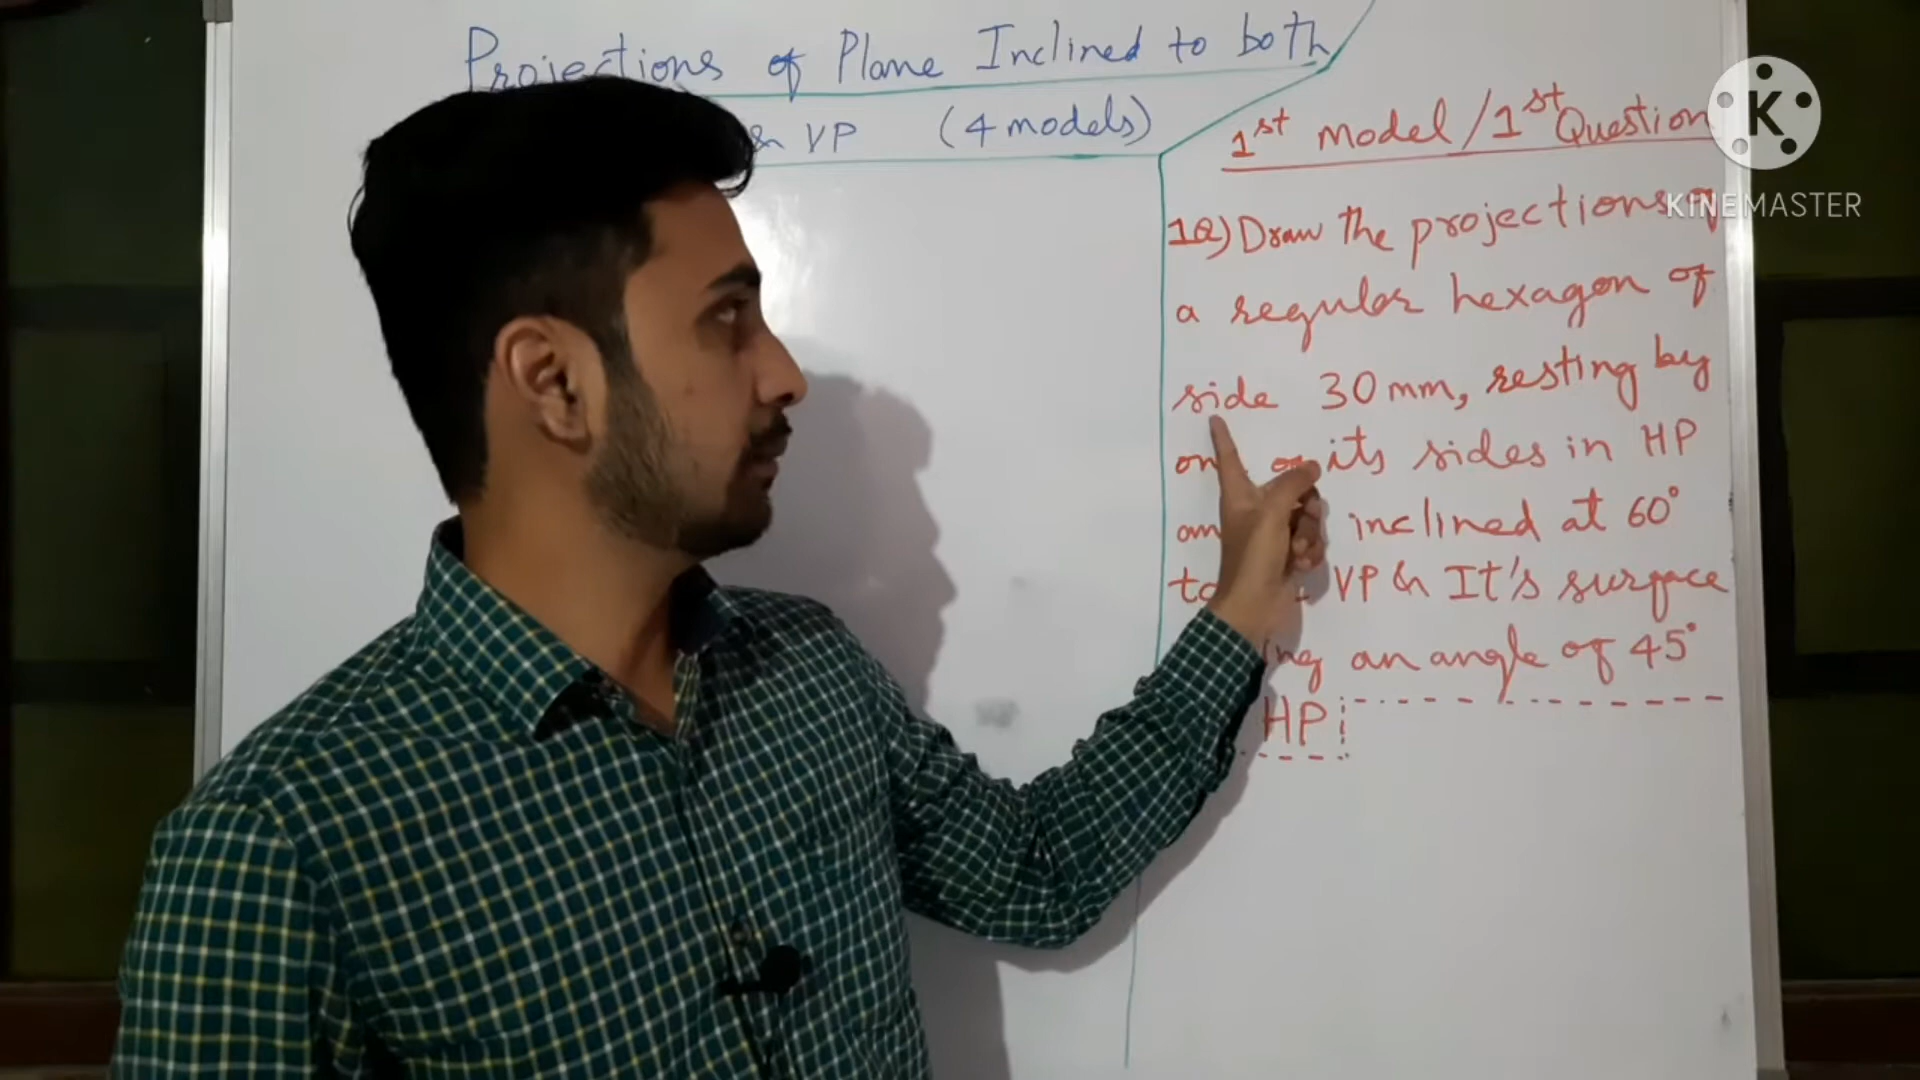 Projections of Plane Inclined to both
& VP (4 models)
1st model/1st Question
1Q) Draw the projections of
a regular hexagon of
side 30 mm, resting by
its sides in HP
inclined at 60°
VP & It's surface
an angle of 45°
HP
K
KINEMASTER